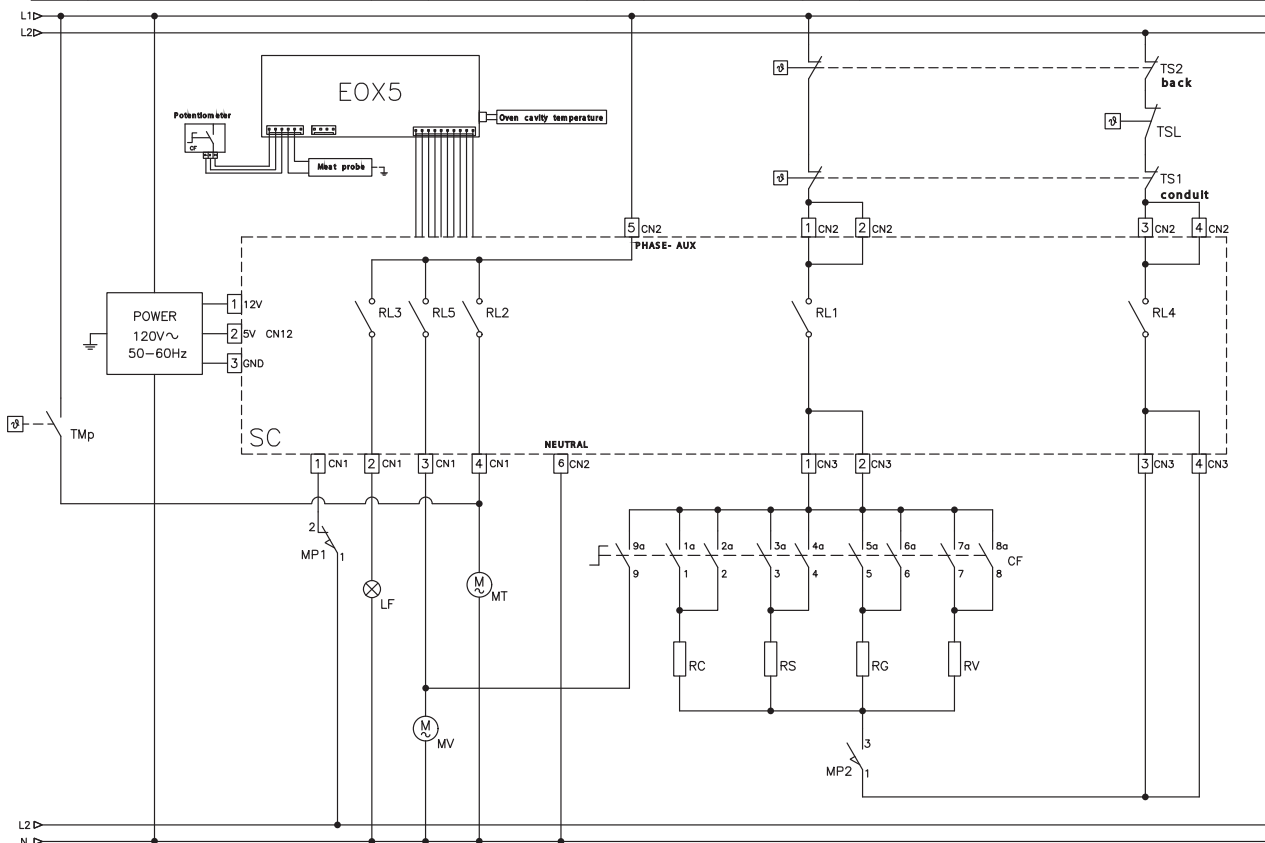 L1
L2
EOX5
Potentiometer
CF
Oven cavity temperature
Meat probe
ϑ
TS2
back
ϑ
TSL
ϑ
TS1
conduit
5 CN2
1 CN2
2 CN2
3 CN2
4 CN2
PHASE- AUX
POWER
120V~
50-60Hz
1 12V
2 5V CN12
3 GND
RL3
RL5
RL2
RL1
RL4
ϑ
TMp
SC
NEUTRAL
1 CN1
2 CN1
3 CN1
4 CN1
6 CN2
1 CN3
2 CN3
3 CN3
4 CN3
2
MP1
1
9a
1a
2a
3a
4a
5a
6a
7a
8a
9
1
2
3
4
5
6
7
8
CF
LF
M
~
MT
RC
RS
RG
RV
M
~
MV
3
MP2
1
L2
N